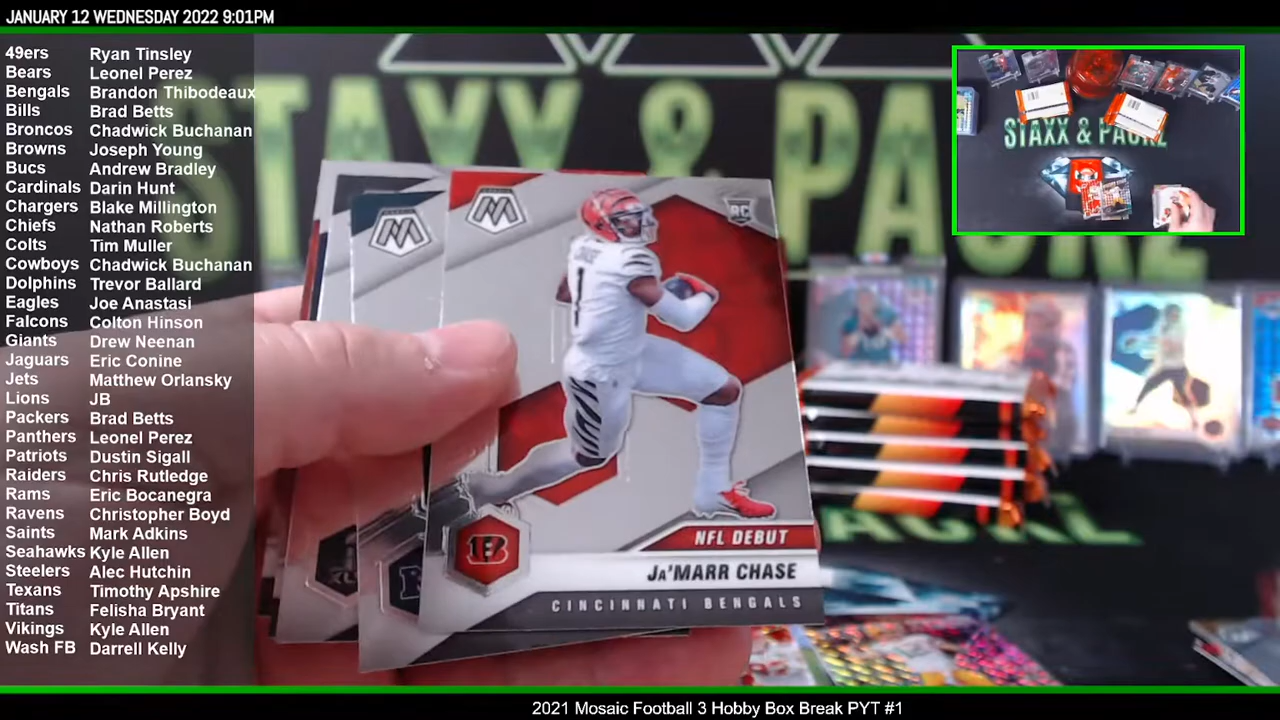 JANUARY 12 WEDNESDAY 2022 9:01PM
49ers Ryan Tinsley
Bears Leonel Perez
Bengals Brandon Thibodeaux
Bills Brad Betts
Broncos Chadwick Buchanan
Browns Joseph Young
Bucs Andrew Bradley
Cardinals Darin Hunt
Chargers Blake Millington
Chiefs Nathan Roberts
Colts Tim Muller
Cowboys Chadwick Buchanan
Dolphins Trevor Ballard
Eagles Joe Anastasi
Falcons Colton Hinson
Giants Drew Neenan
Jaguars Eric Conine
Jets Matthew Orlansky
Lions JB
Packers Brad Betts
Panthers Leonel Perez
Patriots Dustin Sigall
Raiders Chris Rutledge
Rams Eric Bocanegra
Ravens Christopher Boyd
Saints Mark Adkins
Seahawks Kyle Allen
Steelers Alec Hutchin
Texans Timothy Apshire
Titans Felisha Bryant
Vikings Kyle Allen
Wash FB Darrell Kelly
STAXX & PACKZ
STAXX & PACKZ
RC
1
B
NFL DEBUT
JA'MARR CHASE
CINCINNATI BENGALS
2021 Mosaic Football 3 Hobby Box Break PYT #1